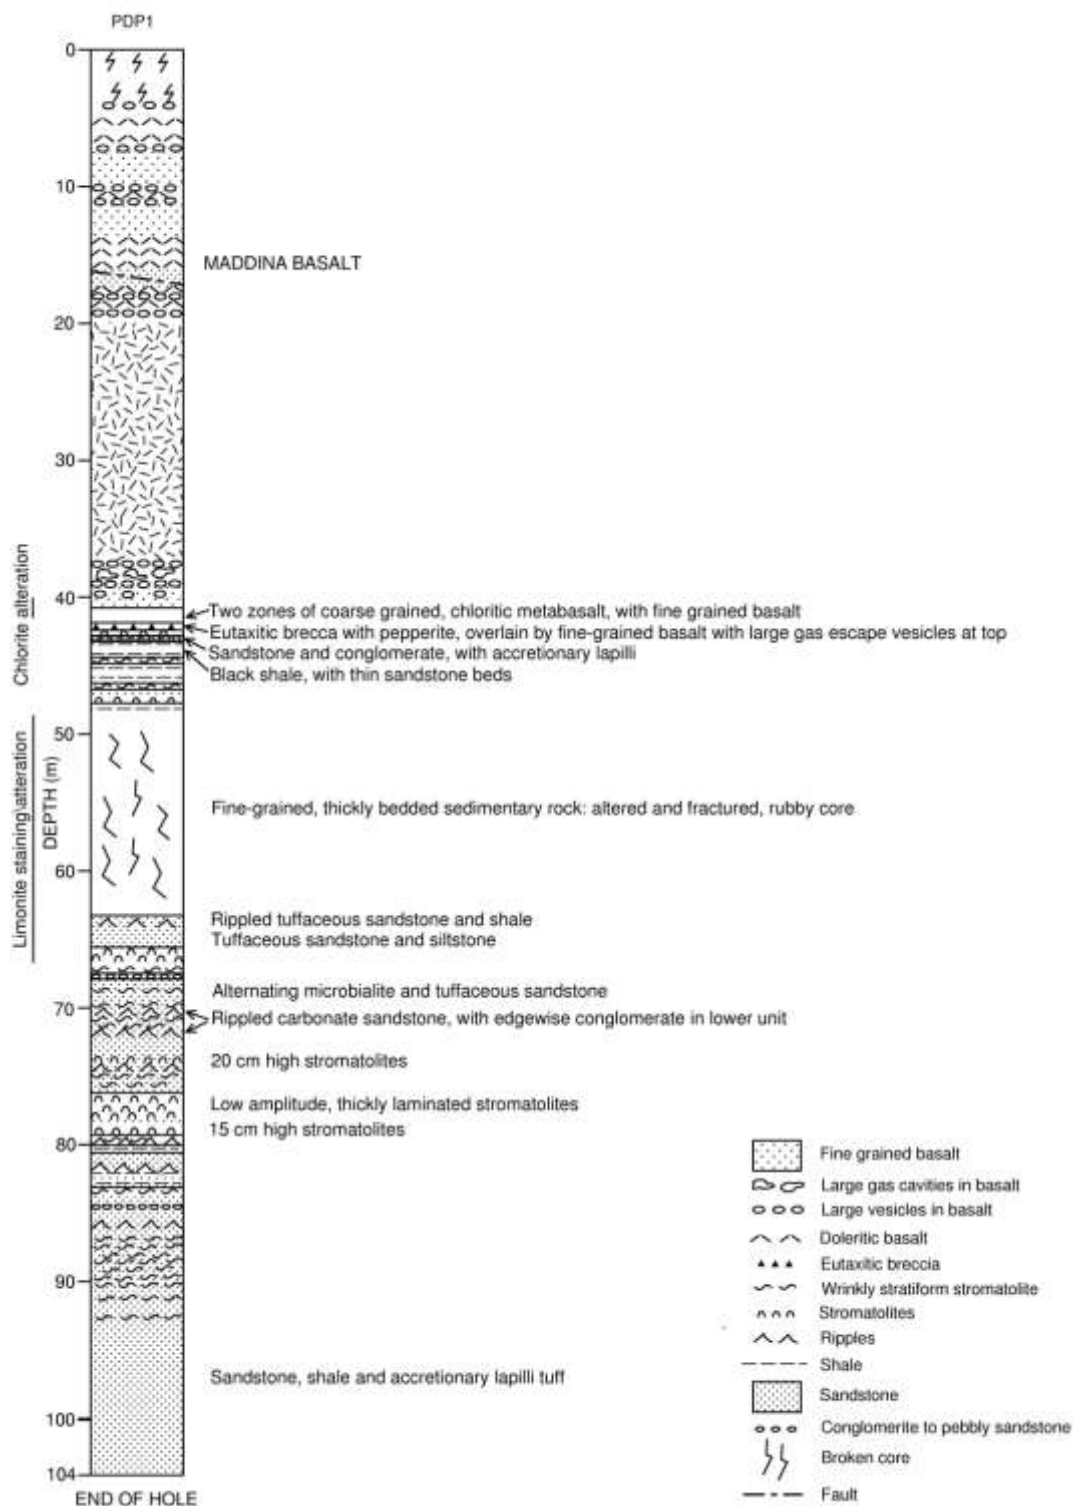 PDP1
0
10
MADDINA BASALT
20
30
40
Chlorite alteration
Two zones of coarse grained, chloritic metabasalt, with fine grained basalt
Eutaxitic brecca with pepperite, overlain by fine-grained basalt with large gas escape vesicles at top
Sandstone and conglomerate, with accretionary lapilli
Black shale, with thin sandstone beds
50
Limonite staining\atteration
DEPTH (m)
Fine-grained, thickly bedded sedimentary rock: altered and fractured, rubby core
60
Rippled tuffaceous sandstone and shale
Tuffaceous sandstone and siltstone
Alternating microbialite and tuffaceous sandstone
70
Rippled carbonate sandstone, with edgewise conglomerate in lower unit
20 cm high stromatolites
Low amplitude, thickly laminated stromatolites
15 cm high stromatolites
80
90
Sandstone, shale and accretionary lapilli tuff
100
104
END OF HOLE
Fine grained basalt
Large gas cavities in basalt
Large vesicles in basalt
Doleritic basalt
Eutaxitic breccia
Wrinkly stratiform stromatolite
Stromatolites
Ripples
Shale
Sandstone
Conglomerite to pebbly sandstone
Broken core
Fault